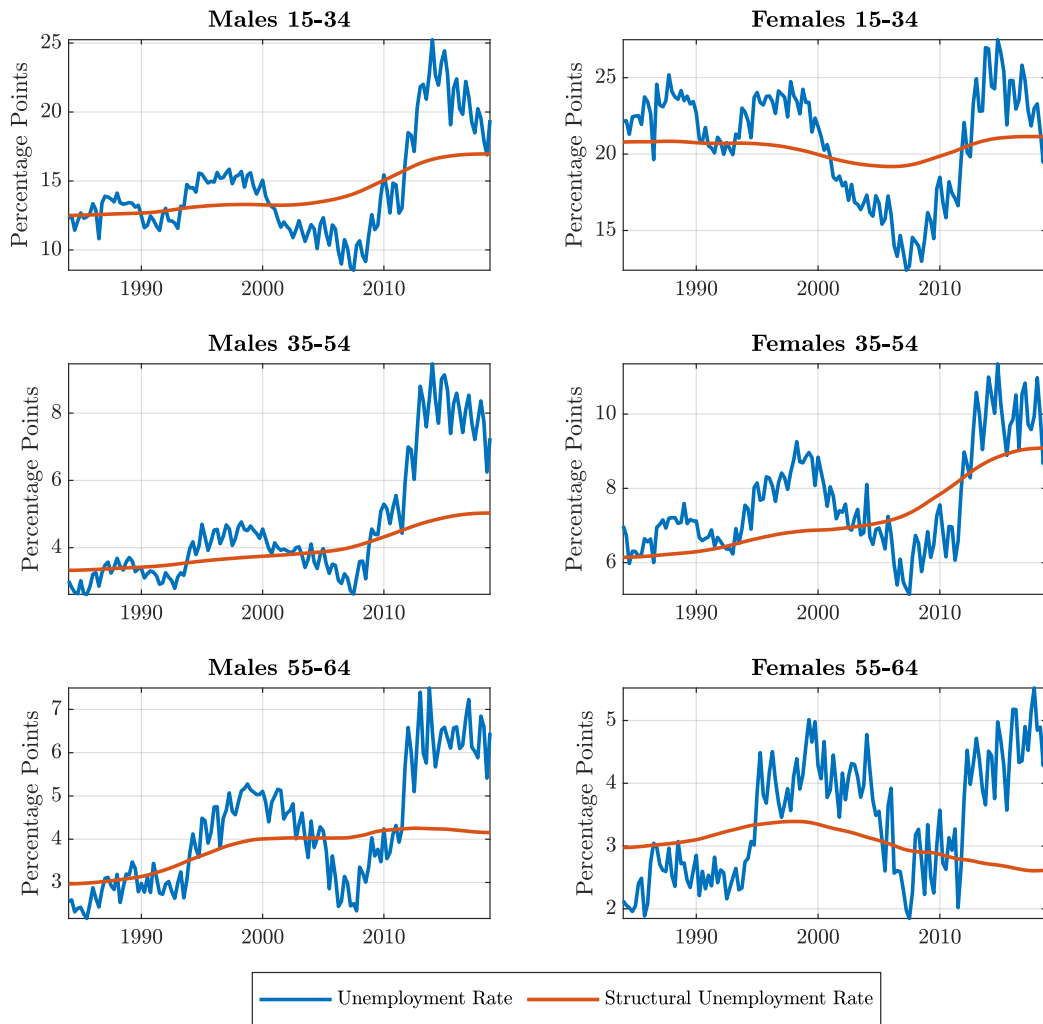 Males 15-34
Females 15-34
Percentage Points
25
20
15
10
1990
2000
2010
Percentage Points
25
20
15
1990
2000
2010
Males 35-54
Females 35-54
Percentage Points
8
6
4
1990
2000
2010
Percentage Points
10
8
6
1990
2000
2010
Males 55-64
Females 55-64
Percentage Points
7
6
5
4
3
1990
2000
2010
Percentage Points
5
4
3
2
1990
2000
2010
Unemployment Rate
Structural Unemployment Rate